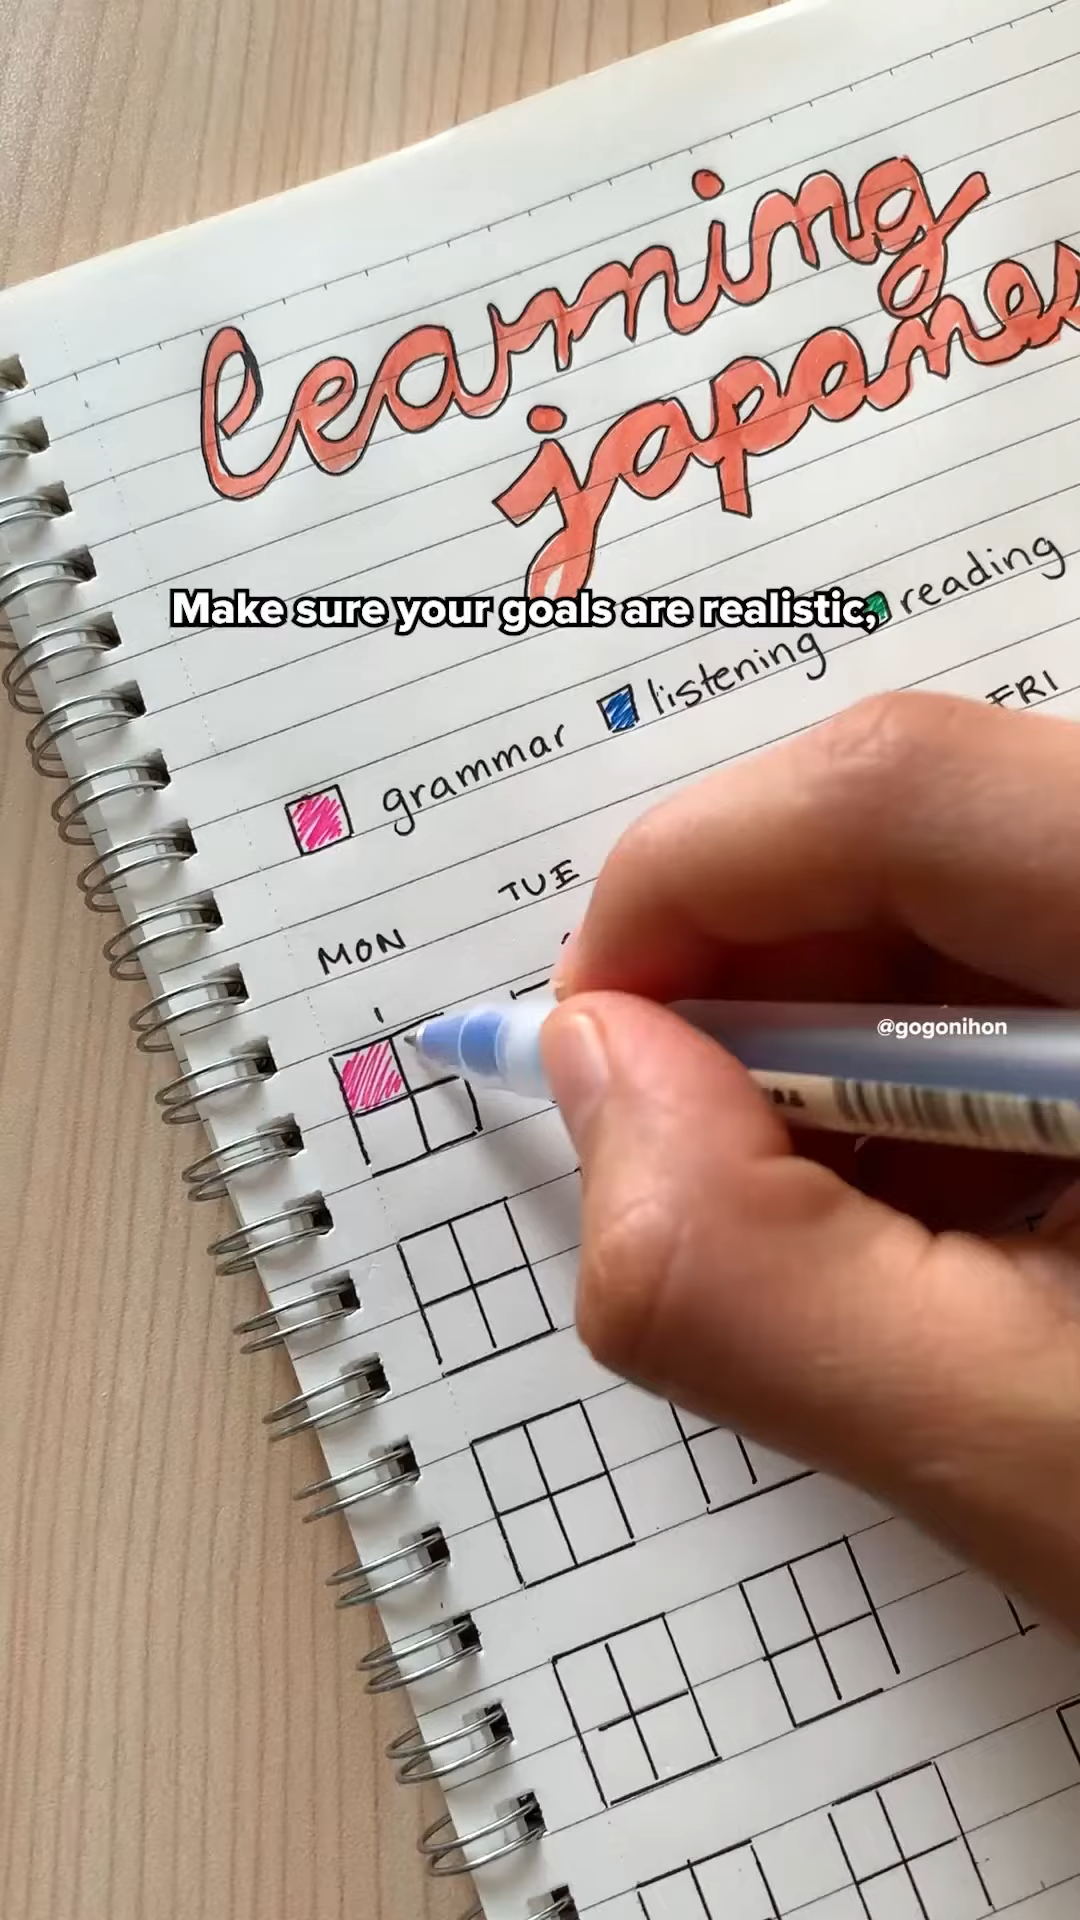 learning
japanes
Make sure your goals are realistic,
reading
listening
grammar
FRI
TUE
MON
1
@gogonihon